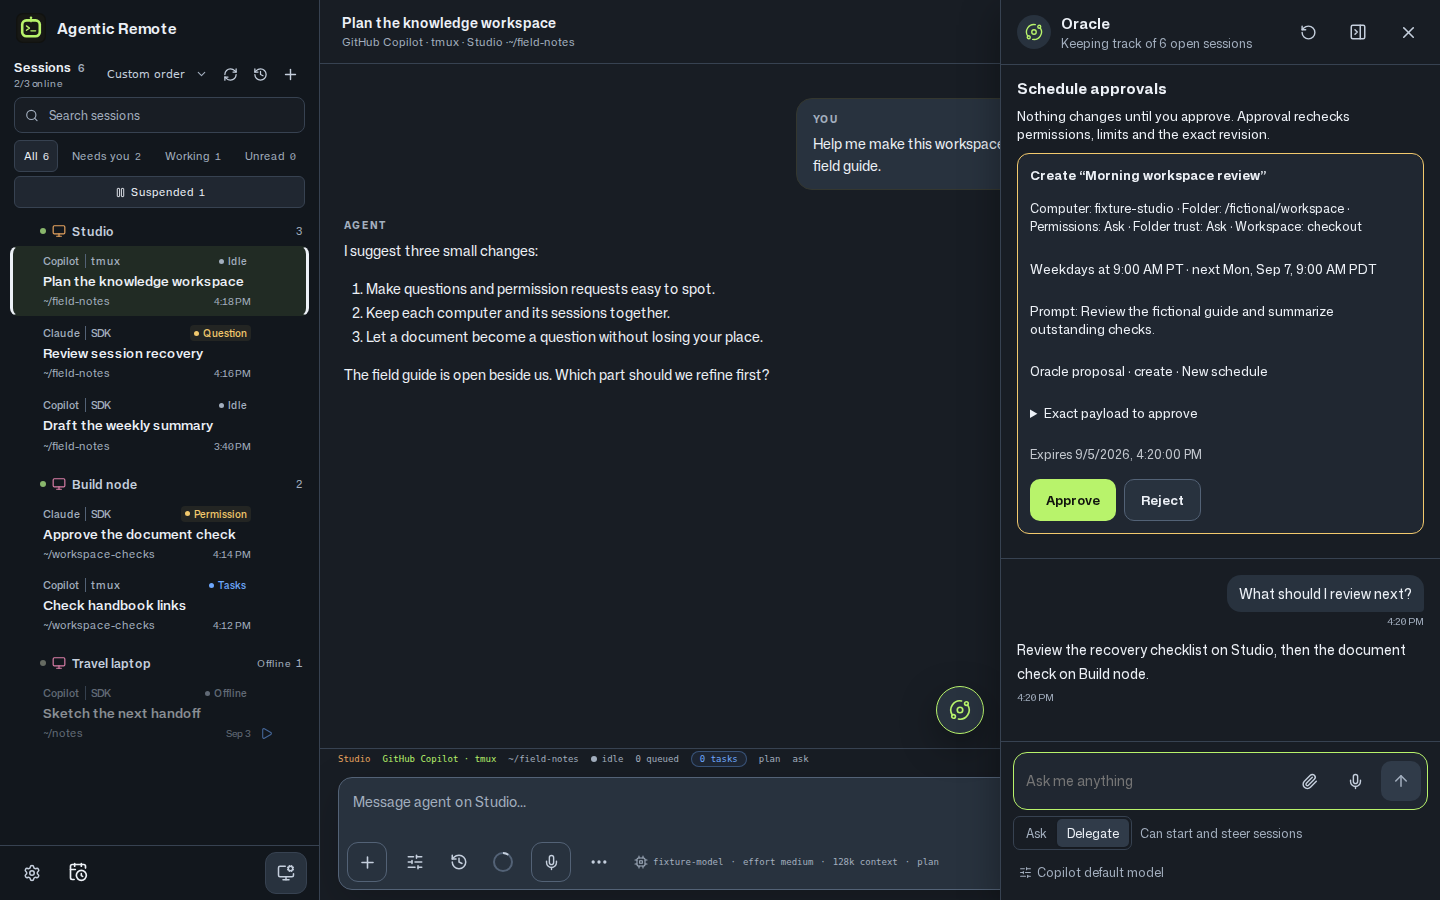 Agentic Remote
Sessions 6
2/3 online
Custom order
Search sessions
All 6
Needs you 2
Working 1
Unread 0
Suspended 1
Studio 3
Copilot | tmux
Idle
Plan the knowledge workspace
~/field-notes
4:18 PM
Claude | SDK
Question
Review session recovery
~/field-notes
4:16 PM
Copilot | SDK
Idle
Draft the weekly summary
~/field-notes
3:40 PM
Build node 2
Claude | SDK
Permission
Approve the document check
~/workspace-checks
4:14 PM
Copilot | tmux
Tasks
Check handbook links
~/workspace-checks
4:12 PM
Travel laptop
Offline 1
Copilot | SDK
Offline
Sketch the next handoff
~/notes
Sep 3
Plan the knowledge workspace
GitHub Copilot · tmux · Studio ·~/field-notes
YOU
Help me make this workspace
field guide.
AGENT
I suggest three small changes:
1. Make questions and permission requests easy to spot.
2. Keep each computer and its sessions together.
3. Let a document become a question without losing your place.
The field guide is open beside us. Which part should we refine first?
Studio GitHub Copilot · tmux ~/field-notes idle 0 queued 0 tasks plan ask
Message agent on Studio...
fixture-model · effort medium · 128k context · plan
Oracle
Keeping track of 6 open sessions
Schedule approvals
Nothing changes until you approve. Approval rechecks
permissions, limits and the exact revision.
Create “Morning workspace review”
Computer: fixture-studio · Folder: /fictional/workspace ·
Permissions: Ask · Folder trust: Ask · Workspace: checkout
Weekdays at 9:00 AM PT · next Mon, Sep 7, 9:00 AM PDT
Prompt: Review the fictional guide and summarize
outstanding checks.
Oracle proposal · create · New schedule
Exact payload to approve
Expires 9/5/2026, 4:20:00 PM
Approve
Reject
What should I review next?
4:20 PM
Review the recovery checklist on Studio, then the document
check on Build node.
4:20 PM
Ask me anything
Ask
Delegate
Can start and steer sessions
Copilot default model